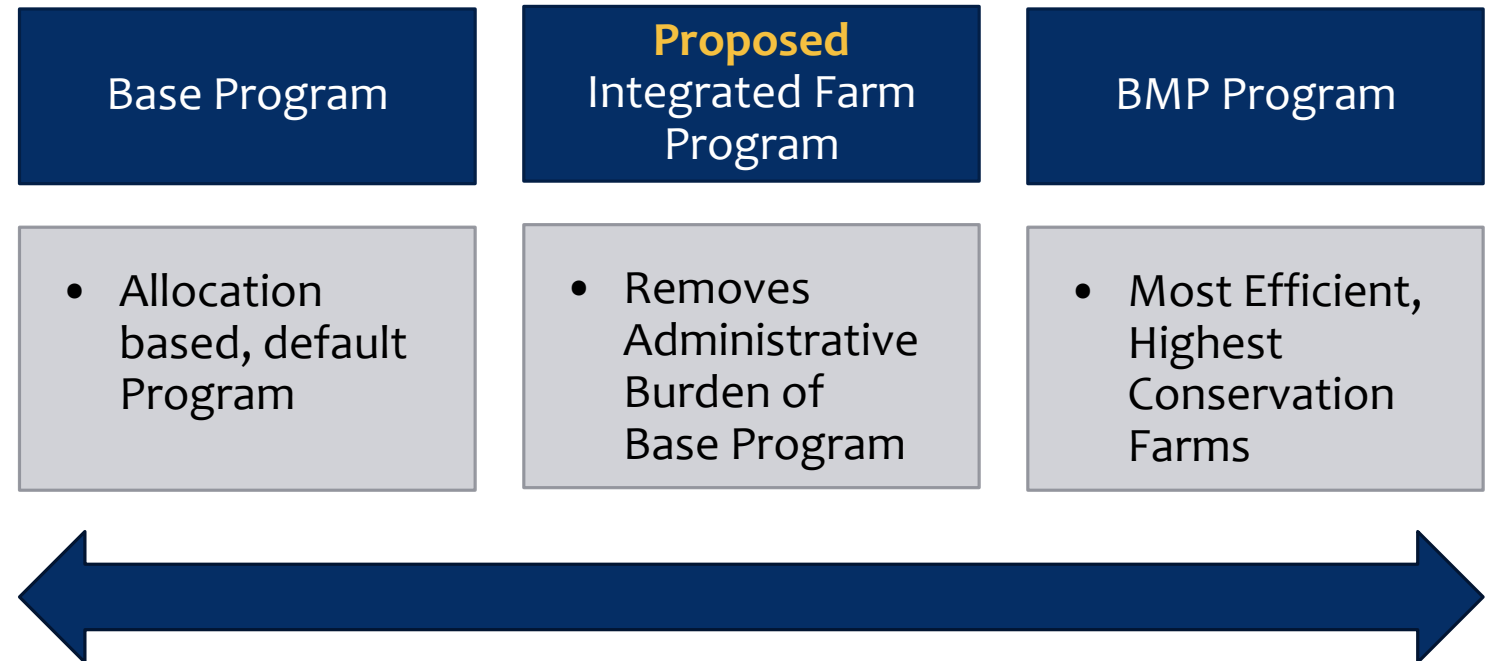 Base Program
• Allocation
based, default
Program
Proposed
Integrated Farm
Program
• Removes
Administrative
Burden of
Base Program
BMP Program
• Most Efficient,
Highest
Conservation
Farms